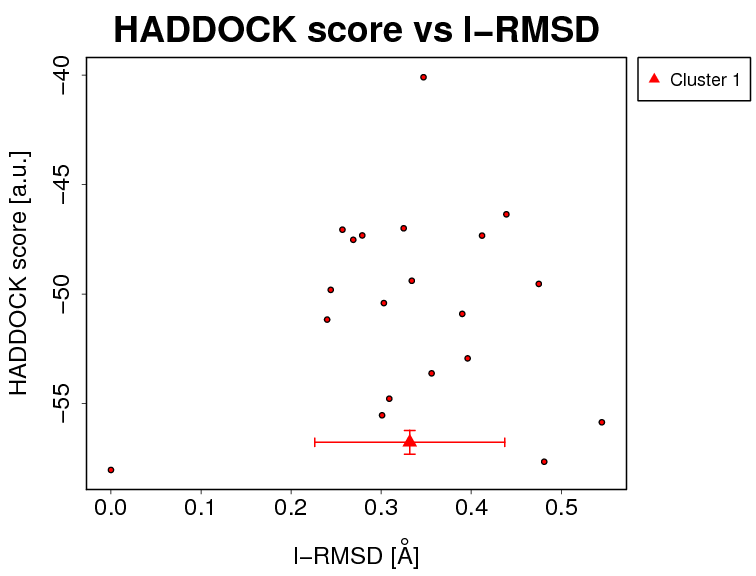 HADDOCK score vs l−RMSD
Cluster 1
HADDOCK score [a.u.]
−40
−45
−50
−55
0.0 0.1 0.2 0.3 0.4 0.5
l−RMSD [Å]